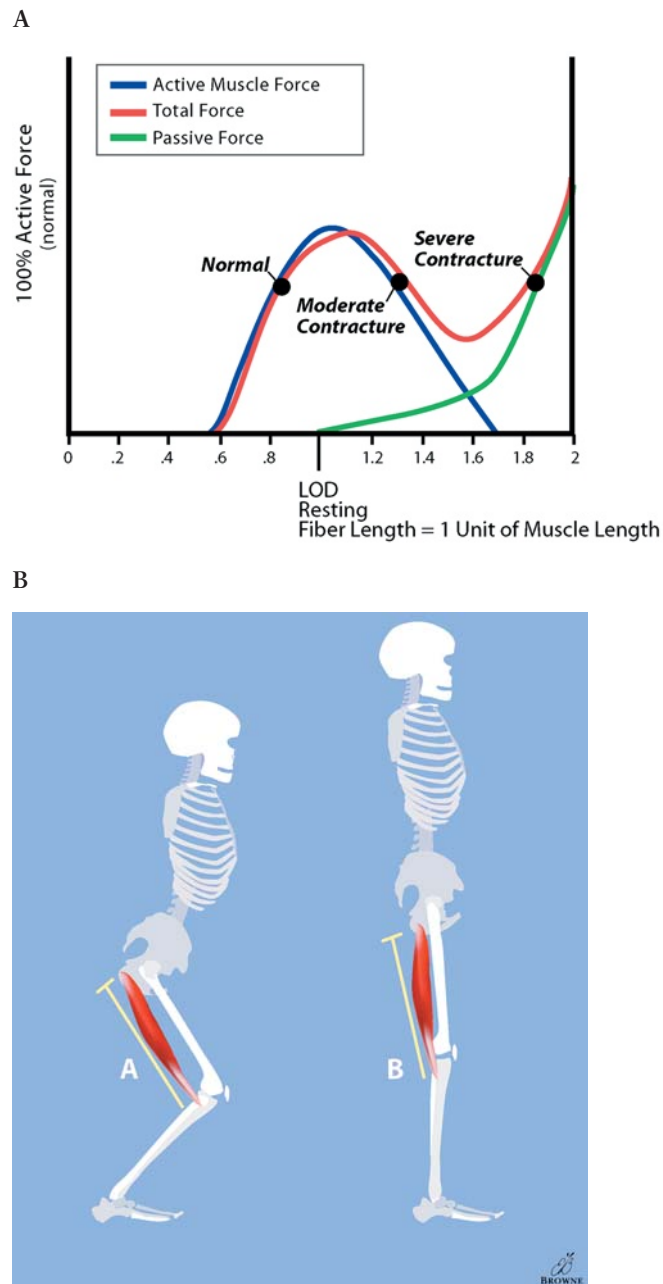 A
Active Muscle Force
Total Force
Passive Force
100% Active Force
(normal)
Normal
Moderate
Contracture
Severe
Contracture
0 .2 .4 .6 .8 1.2 1.4 1.6 1.8 2
LOD
Resting
Fiber Length = 1 Unit of Muscle Length
B
A
B
BROWNE